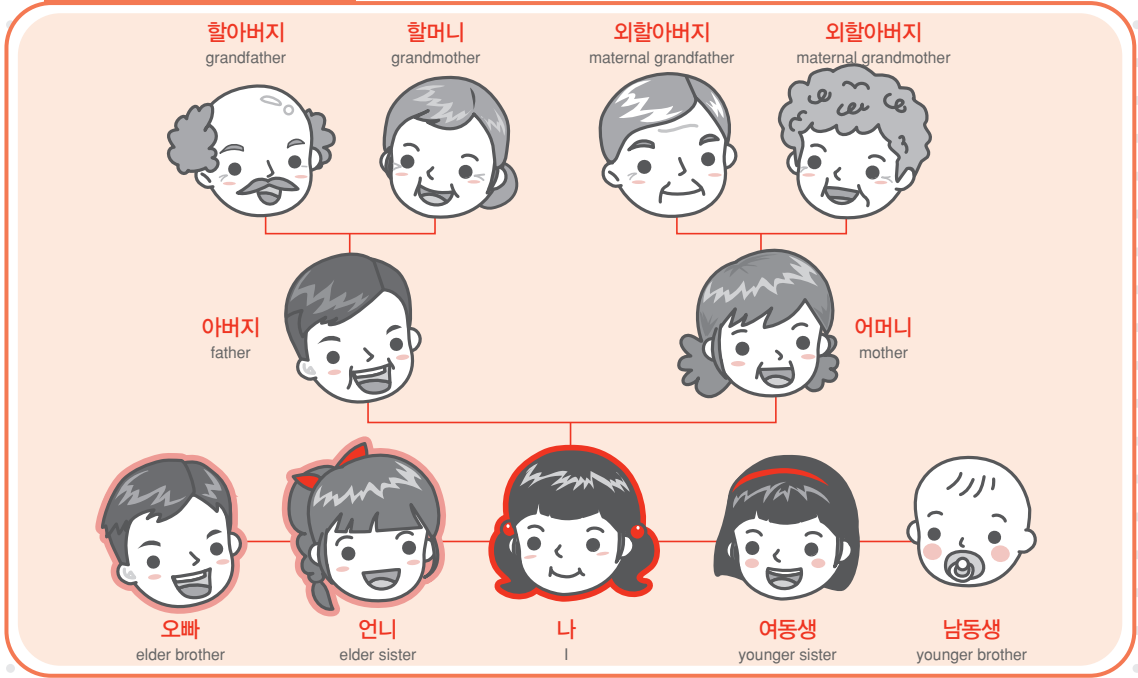 할아버지
grandfather
할머니
grandmother
외할아버지
maternal grandfather
외할아버지
maternal grandmother
아버지
father
어머니
mother
오빠
elder brother
언니
elder sister
나
I
여동생
younger sister
남동생
younger brother